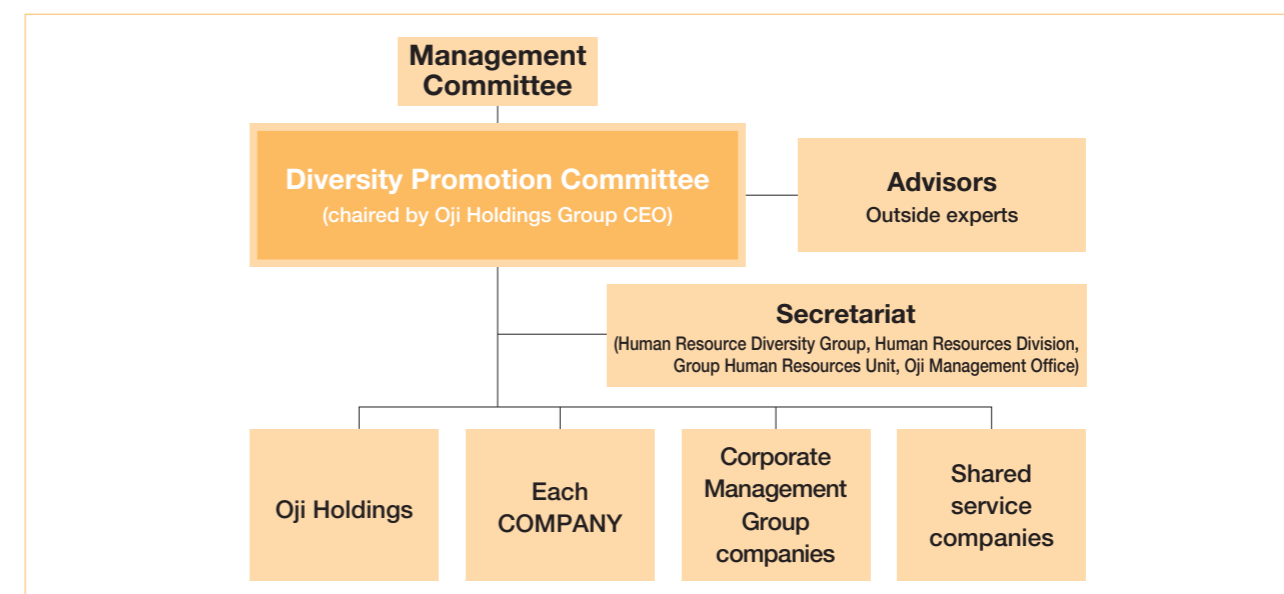 Management
Committee
Diversity Promotion Committee
(chaired by Oji Holdings Group CEO)
Advisors
Outside experts
Secretariat
(Human Resource Diversity Group, Human Resources Division,
Group Human Resources Unit, Oji Management Office)
Oji Holdings
Each
COMPANY
Corporate
Management
Group
companies
Shared
service
companies